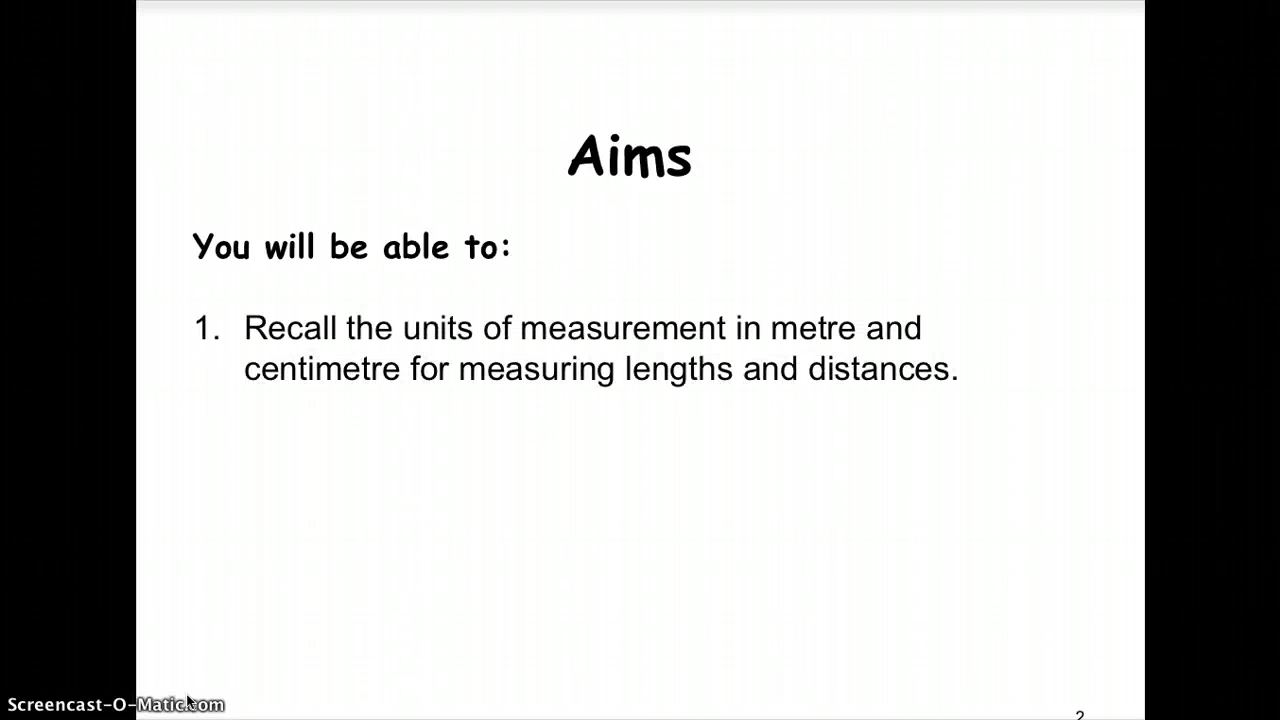 Aims
You will be able to:
1. Recall the units of measurement in metre and
centimetre for measuring lengths and distances.
Screencast-O-Matic.com
2